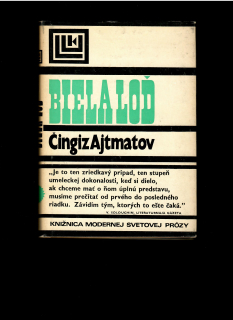 BIELA LOĎ
Čingiz Ajtmatov
„Je to ten zriedkavý prípad, ten stupeň
umeleckej dokonalosti, keď si dielo,
ak chceme mať o ňom úplnú predstavu,
musíme prečítať od prvého do posledného
riadku. Závidím tým, ktorých to ešte čaká.“
V. SOLOUCHIN, LITERATURNAJA GAZETA
KNIŽNICA MODERNEJ SVETOVEJ PRÓZY